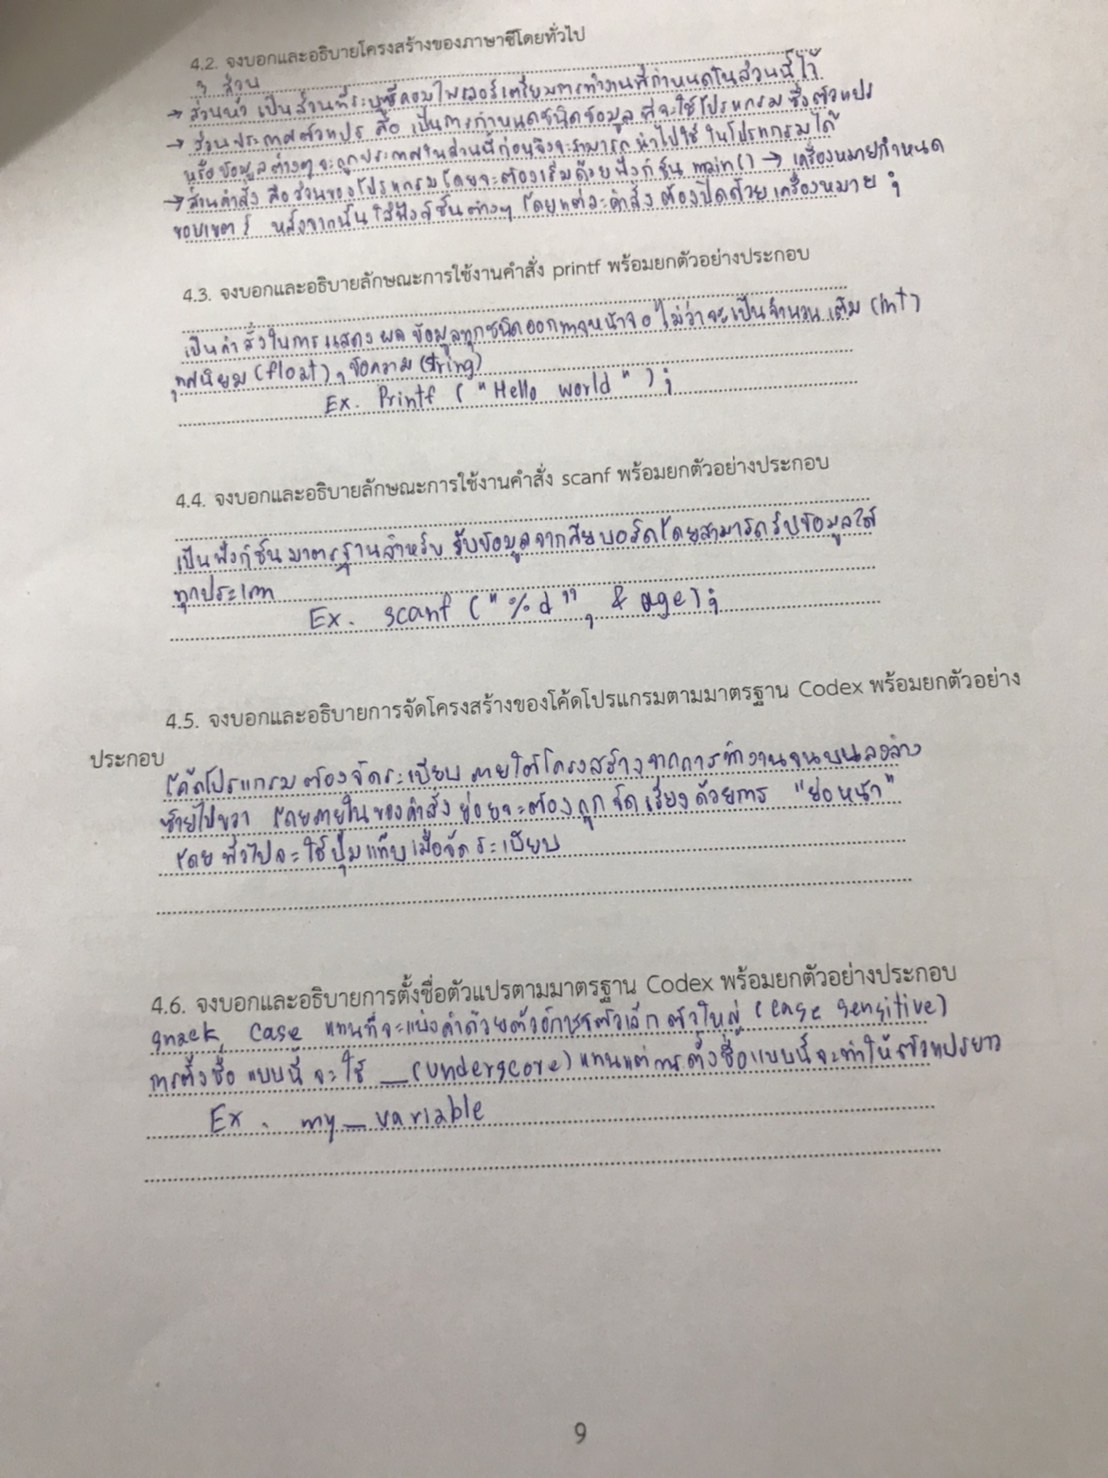 4.2. จงบอกและอธิบายโครงสร้างของภาษาซีโดยทั่วไป
3 ส่วน
→ ส่วนหัว เป็นส่วนที่ระบุซีคอมไพเลอร์เตรียมการทำงานที่กำหนดในส่วนนี้ไว้
→ ส่วนประกาศตัวแปร คือ เป็นการกำหนดชนิดข้อมูล ที่จะใช้โปรแกรม ซึ่งตัวแปร
หรือข้อมูลต่างๆจะถูกประกาศในส่วนนี้ก่อนจึงจะสามารถนำไปใช้ในโปรแกรมได้
→ ส่วนคำสั่ง คือส่วนของโปรแกรมโดยจะต้องเริ่มด้วยฟังก์ชัน main() → เครื่องหมายกำหนด
ขอบเขต { หลังจากนั้นใส่ฟังก์ชันต่างๆ โดยแต่ละคำสั่งต้องปิดด้วยเครื่องหมาย ;
4.3. จงบอกและอธิบายลักษณะการใช้งานคำสั่ง printf พร้อมยกตัวอย่างประกอบ
เป็นคำสั่งในการแสดงผลข้อมูลทุกชนิดออกทางหน้าจอ ไม่ว่าจะเป็นจำนวนเต็ม (int)
ทศนิยม (float), ข้อความ (string)
Ex. Printf ( "Hello world " ) ;
4.4. จงบอกและอธิบายลักษณะการใช้งานคำสั่ง scanf พร้อมยกตัวอย่างประกอบ
เป็นฟังก์ชันมาตรฐานสำหรับ รับข้อมูลจากคียบอร์ดโดยสามารถรับข้อมูลได้
ทุกประเภท
Ex. scanf ( "%d", & age) ;
4.5. จงบอกและอธิบายการจัดโครงสร้างของโค้ดโปรแกรมตามมาตรฐาน Codex พร้อมยกตัวอย่าง
ประกอบ
โค้ดโปรแกรมต้องจัดระเบียบ ภายใต้โครงสร้างจากการทำงานจนบนลงล่าง
ซ้ายไปขวา โดยภายในของคำสั่งย่อยจะต้องถูกจัดเรียงด้วยการ "ย่อหน้า"
โดยทั่วไปจะใช้ปุ่มแท็บเมื่อจัดระเบียบ
4.6. จงบอกและอธิบายการตั้งชื่อตัวแปรตามมาตรฐาน Codex พร้อมยกตัวอย่างประกอบ
snack case แทนที่จะแบ่งคำด้วยตัวอักษรตัวเล็ก ตัวใหญ่ (case sensitive)
การตั้งชื่อ แบบนี้ จะใช้ _ (underscore) แทนแต่การตั้งชื่อแบบนี้จะทำให้ตัวแปรยาว
Ex. my_variable
9